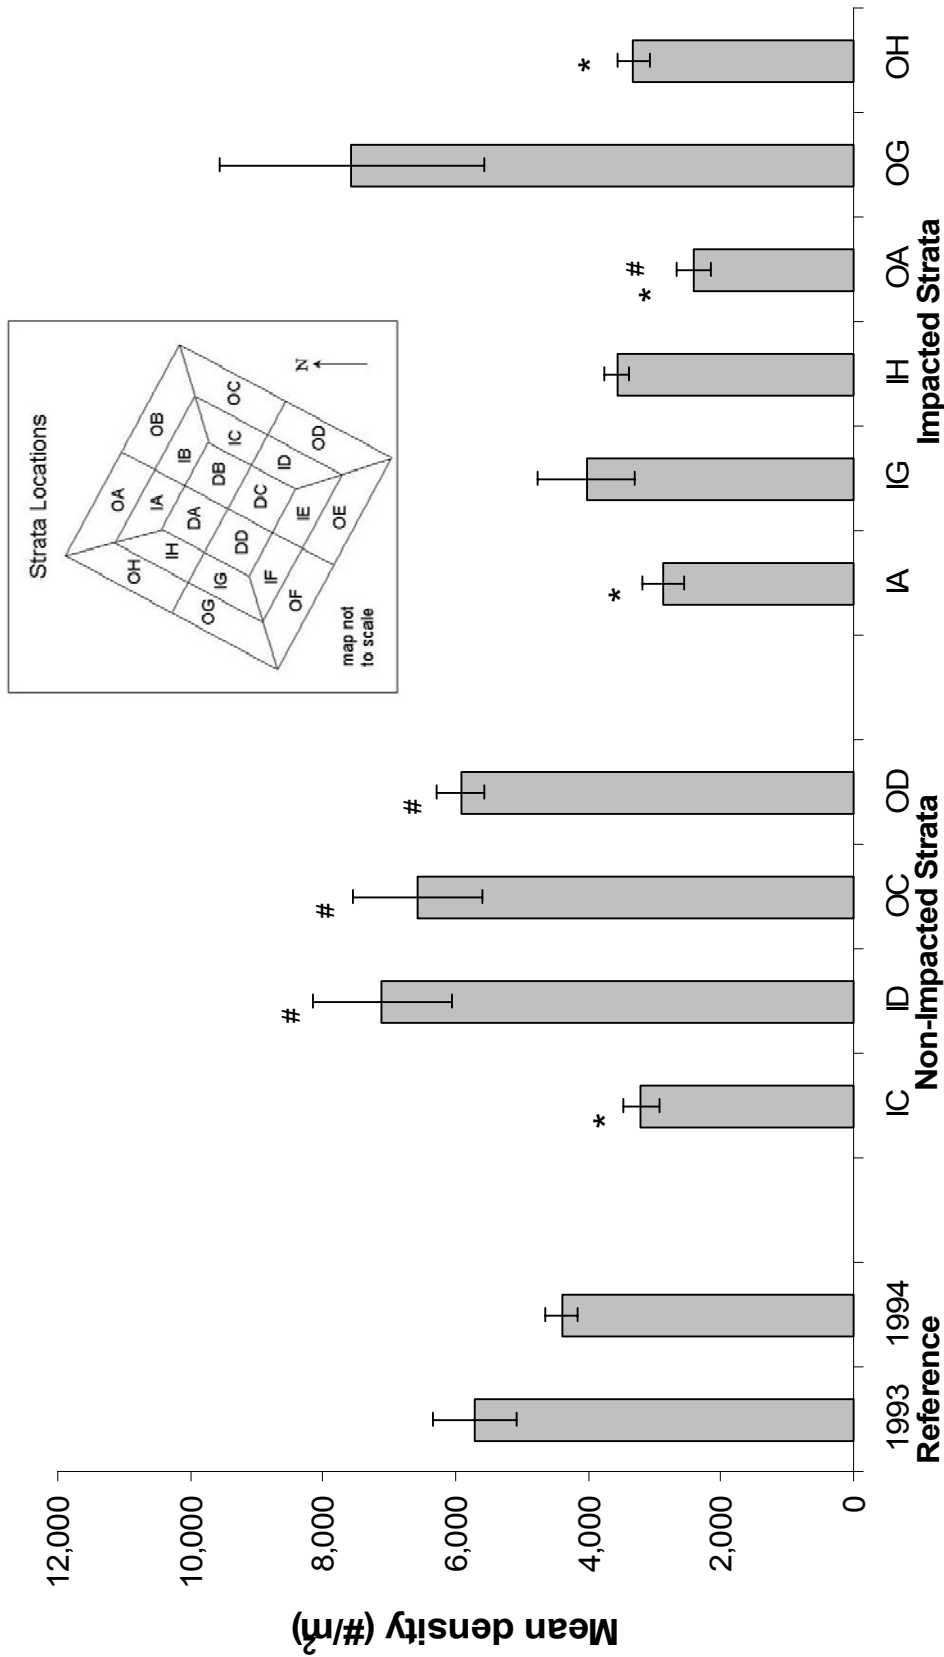 Strata Locations
OA
OB
OH
IA
IB
OC
IH
DA
DB
IC
OG
IG
DD
DC
ID
OD
IF
IE
OF
OE
N
map not
to scale
Mean density (#/m2)
12,000
10,000
8,000
6,000
4,000
2,000
0
*
#
#
#
*
* #
*
1993 1994 IC ID OC OD IA IG IH OA OG OH
Reference Non-Impacted Strata Impacted Strata